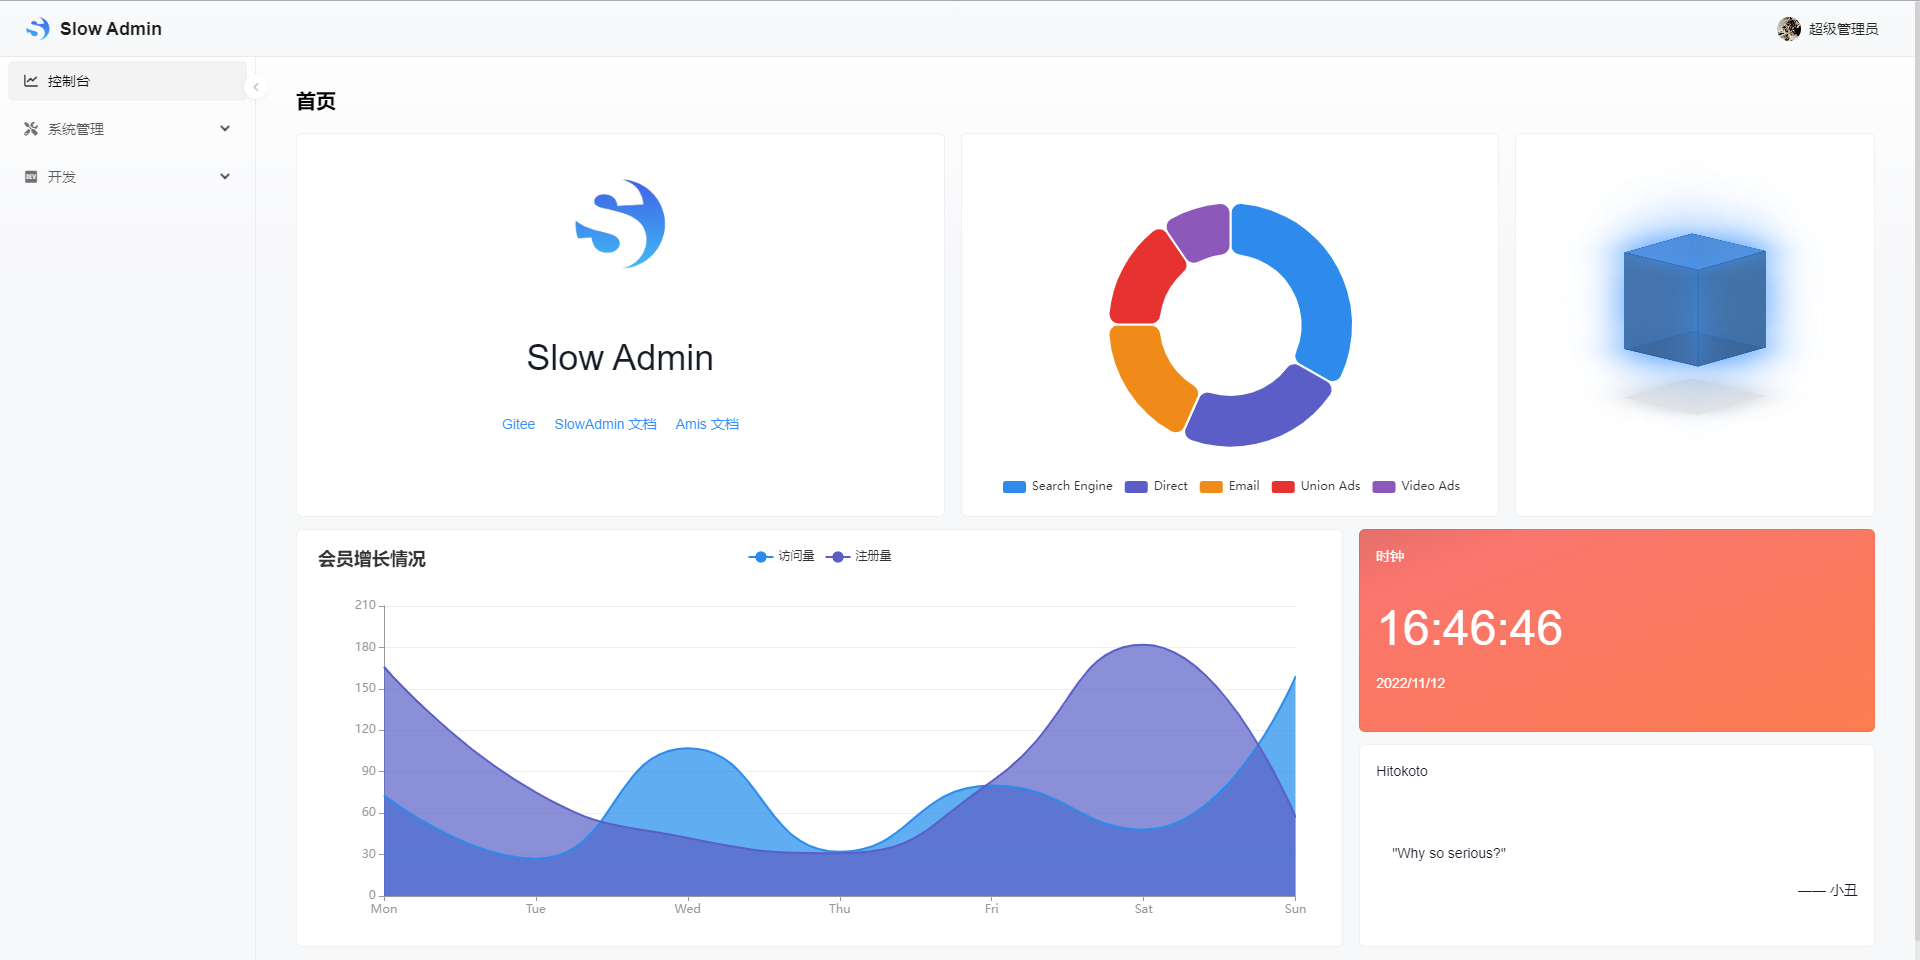 Slow Admin
超级管理员
控制台
系统管理
DEV 开发
首页
Slow Admin
Gitee SlowAdmin 文档 Amis 文档
Search Engine Direct Email Union Ads Video Ads
会员增长情况
访问量 注册量
210
180
150
120
90
60
30
0
Mon Tue Wed Thu Fri Sat Sun
时钟
16:46:46
2022/11/12
Hitokoto
"Why so serious?"
—— 小丑